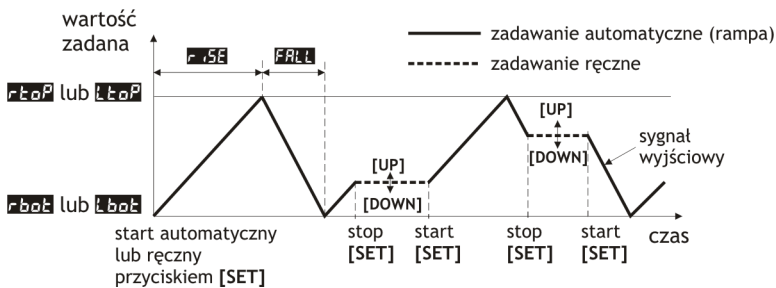 wartość
zadana
zadawanie automatyczne (rampa)
zadawanie ręczne
riSE
FALL
rtoP lub LtoP
[UP]
[DOWN]
[UP]
[DOWN]
sygnał
wyjściowy
rbot lub Lbot
start automatyczny
lub ręczny
przyciskiem [SET]
stop
[SET]
start
[SET]
stop
[SET]
start
[SET]
czas